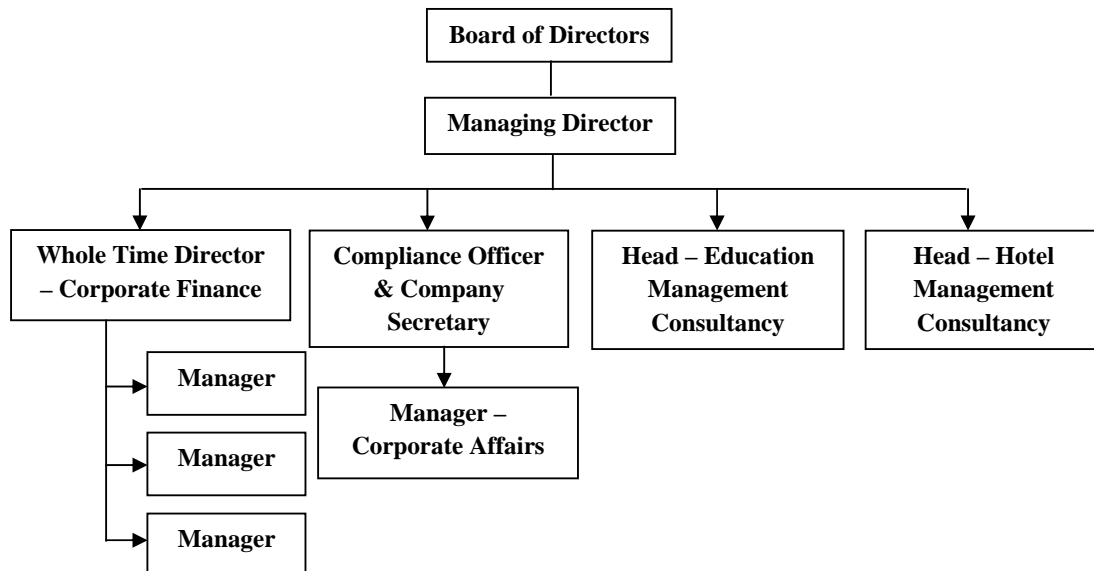 Board of Directors
Managing Director
Whole Time Director
– Corporate Finance
Compliance Officer
& Company
Secretary
Head – Education
Management
Consultancy
Head – Hotel
Management
Consultancy
Manager
Manager
Manager
Manager –
Corporate Affairs